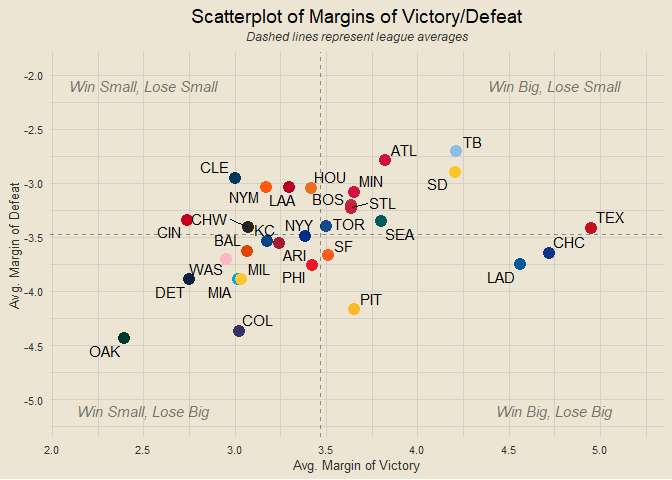 Scatterplot of Margins of Victory/Defeat
Dashed lines represent league averages
-2.0
Win Small, Lose Small
Win Big, Lose Small
-2.5
TB
ATL
CLE
HOU
MIN
SD
-3.0
NYM
LAA
BOS
STL
CIN
CHW
KC
NYY
TOR
SEA
TEX
-3.5
BAL
ARI
SF
CHC
WAS
MIL
PHI
LAD
DET
MIA
PIT
-4.0
COL
OAK
-4.5
Win Small, Lose Big
Win Big, Lose Big
-5.0
Avg. Margin of Defeat
2.0 2.5 3.0 3.5 4.0 4.5 5.0
Avg. Margin of Victory